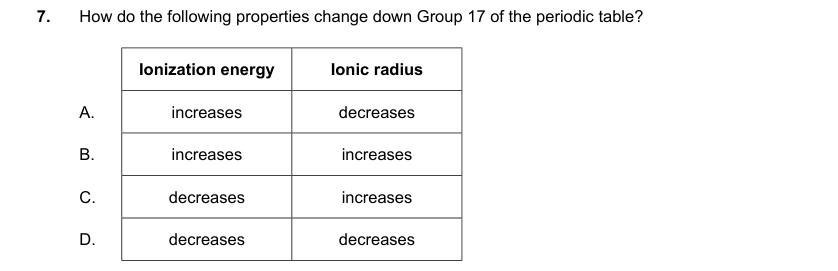 7. How do the following properties change down Group 17 of the periodic table?
Ionization energy Ionic radius
A. increases decreases
B. increases increases
C. decreases increases
D. decreases decreases